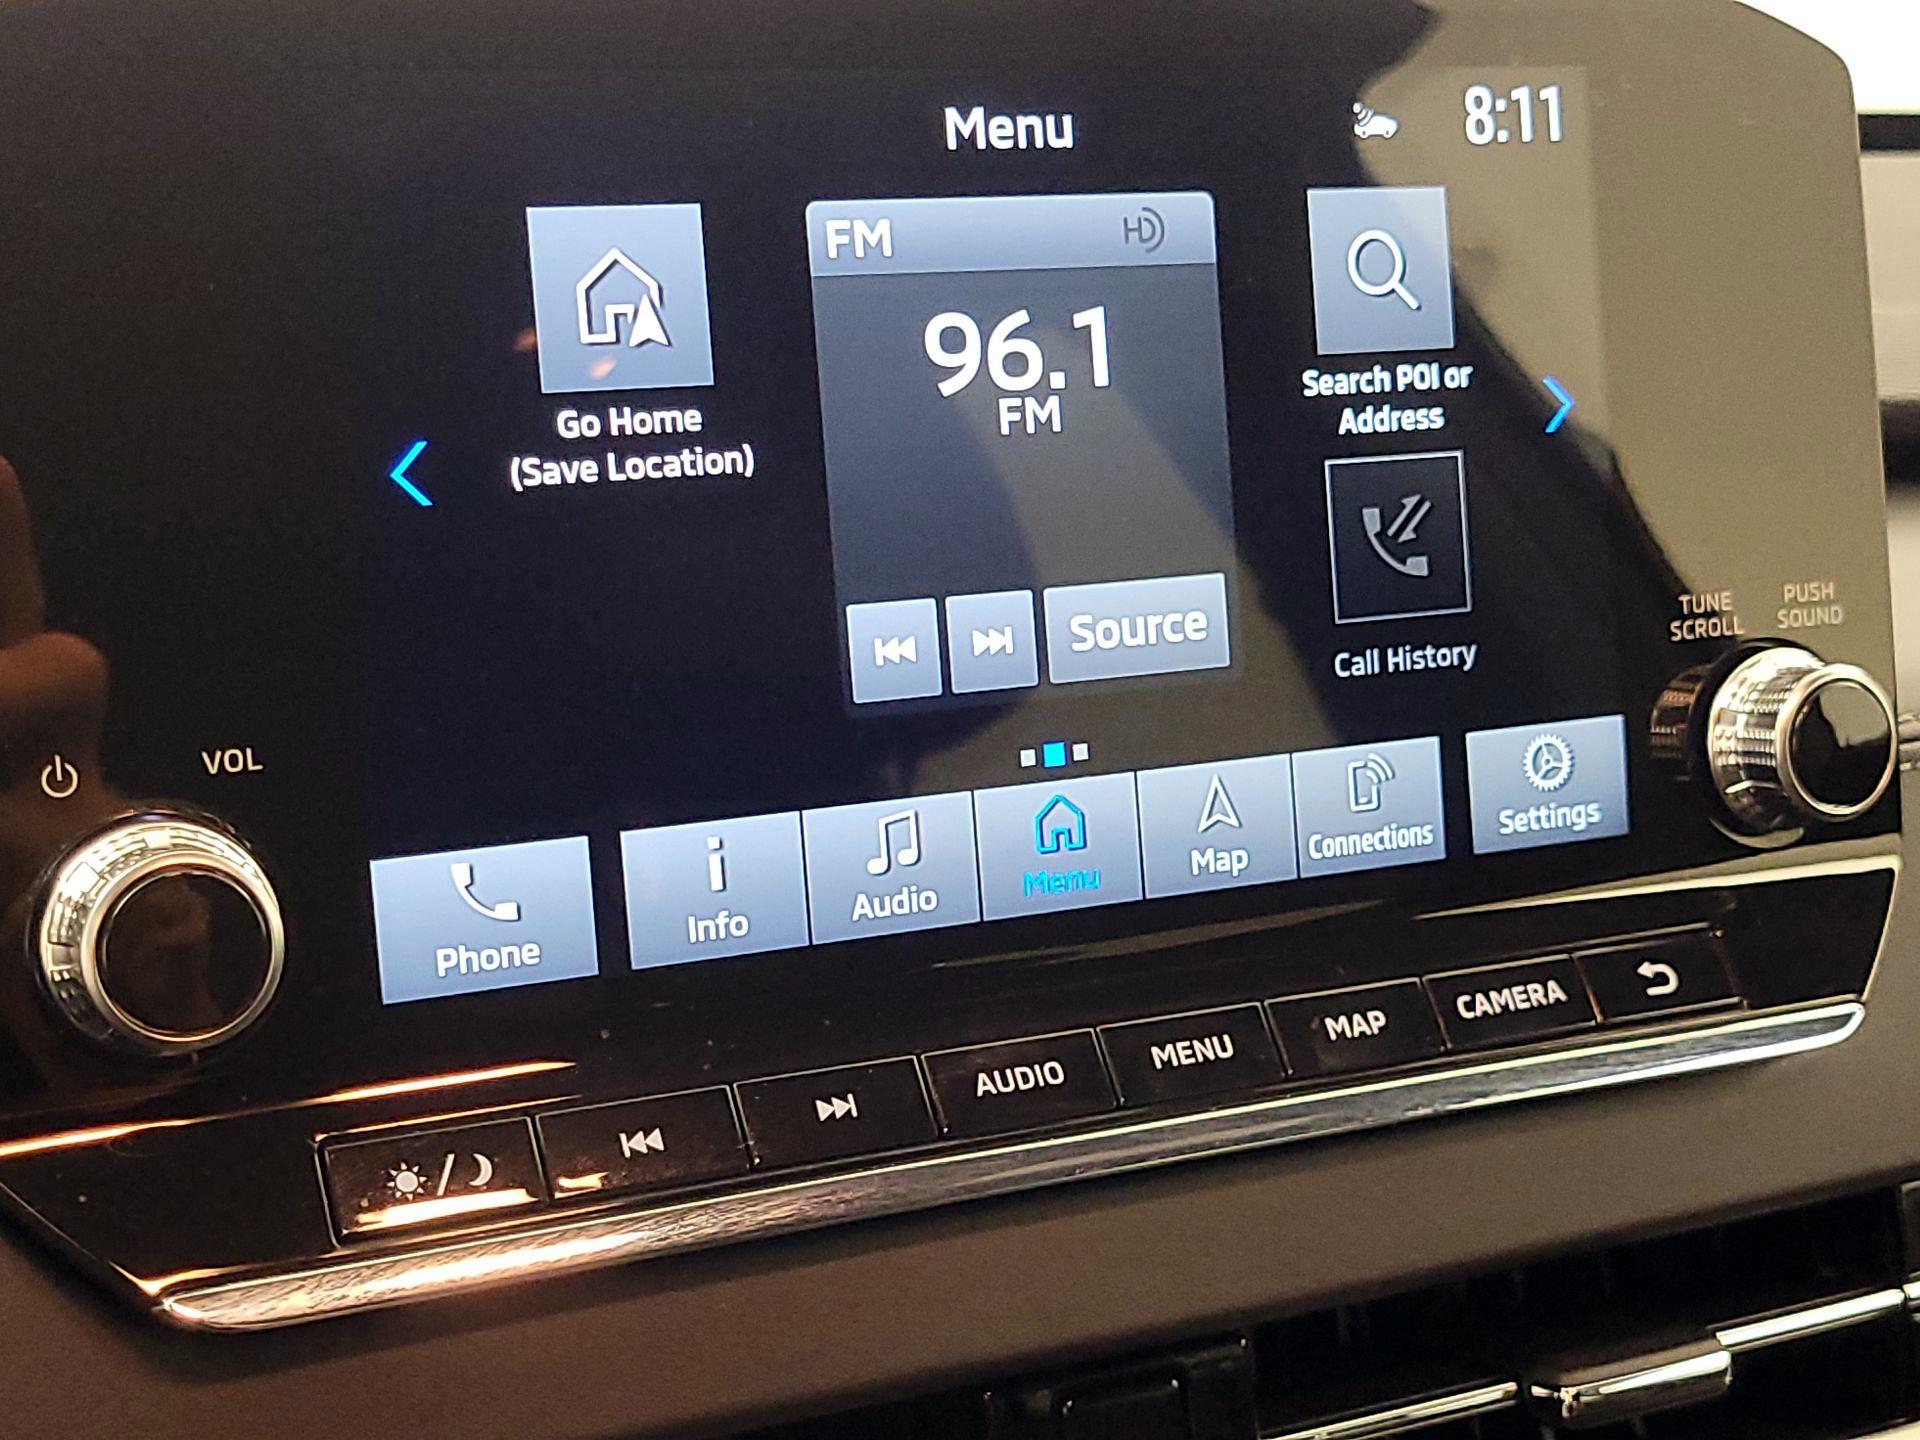 Menu
8:11
FM
HD
96.1
FM
Go Home
(Save Location)
Search POI or
Address
Source
Call History
TUNE
SCROLL
PUSH
SOUND
VOL
Phone
Info
Audio
Menu
Map
Connections
Settings
AUDIO
MENU
MAP
CAMERA